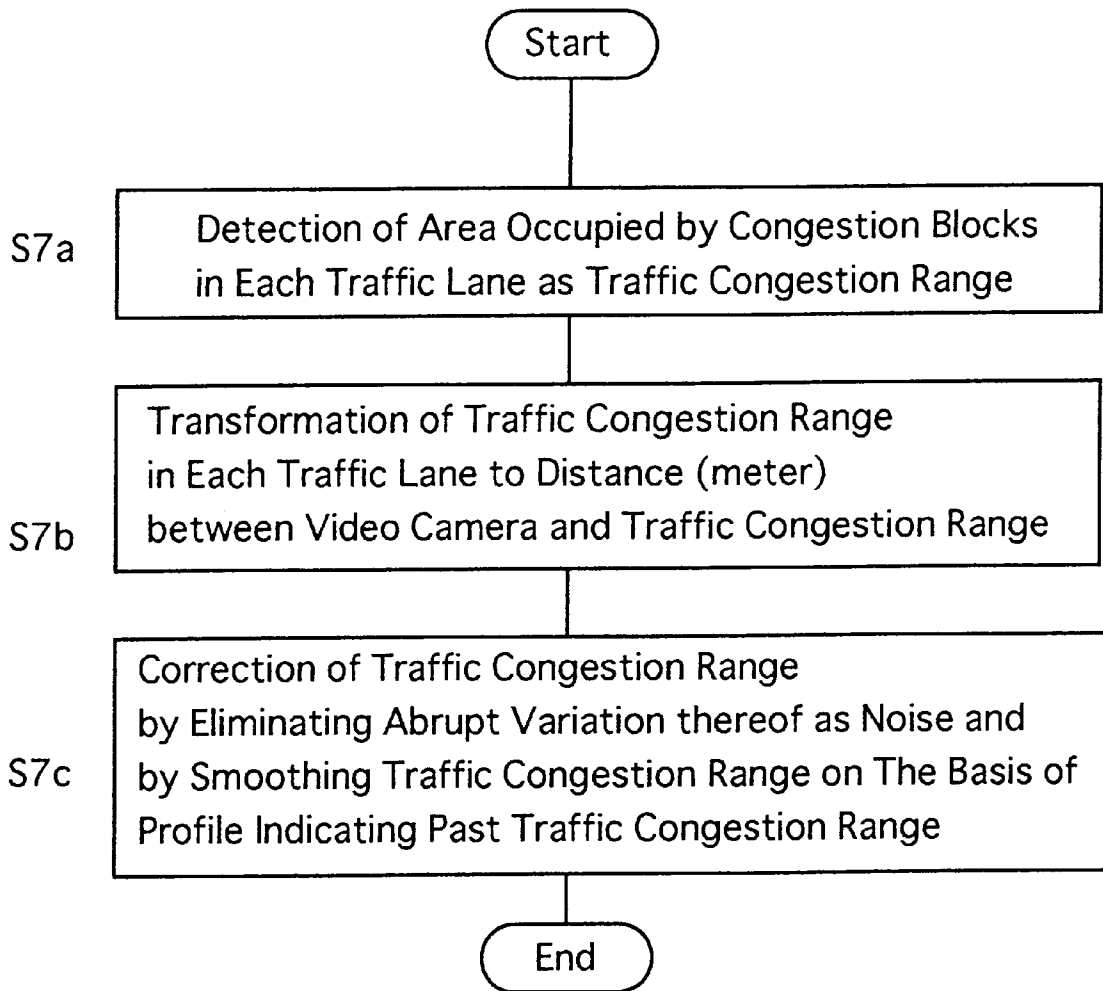 Start
S7a
Detection of Area Occupied by Congestion Blocks
in Each Traffic Lane as Traffic Congestion Range
S7b
Transformation of Traffic Congestion Range
in Each Traffic Lane to Distance (meter)
between Video Camera and Traffic Congestion Range
S7c
Correction of Traffic Congestion Range
by Eliminating Abrupt Variation thereof as Noise and
by Smoothing Traffic Congestion Range on The Basis of
Profile Indicating Past Traffic Congestion Range
End